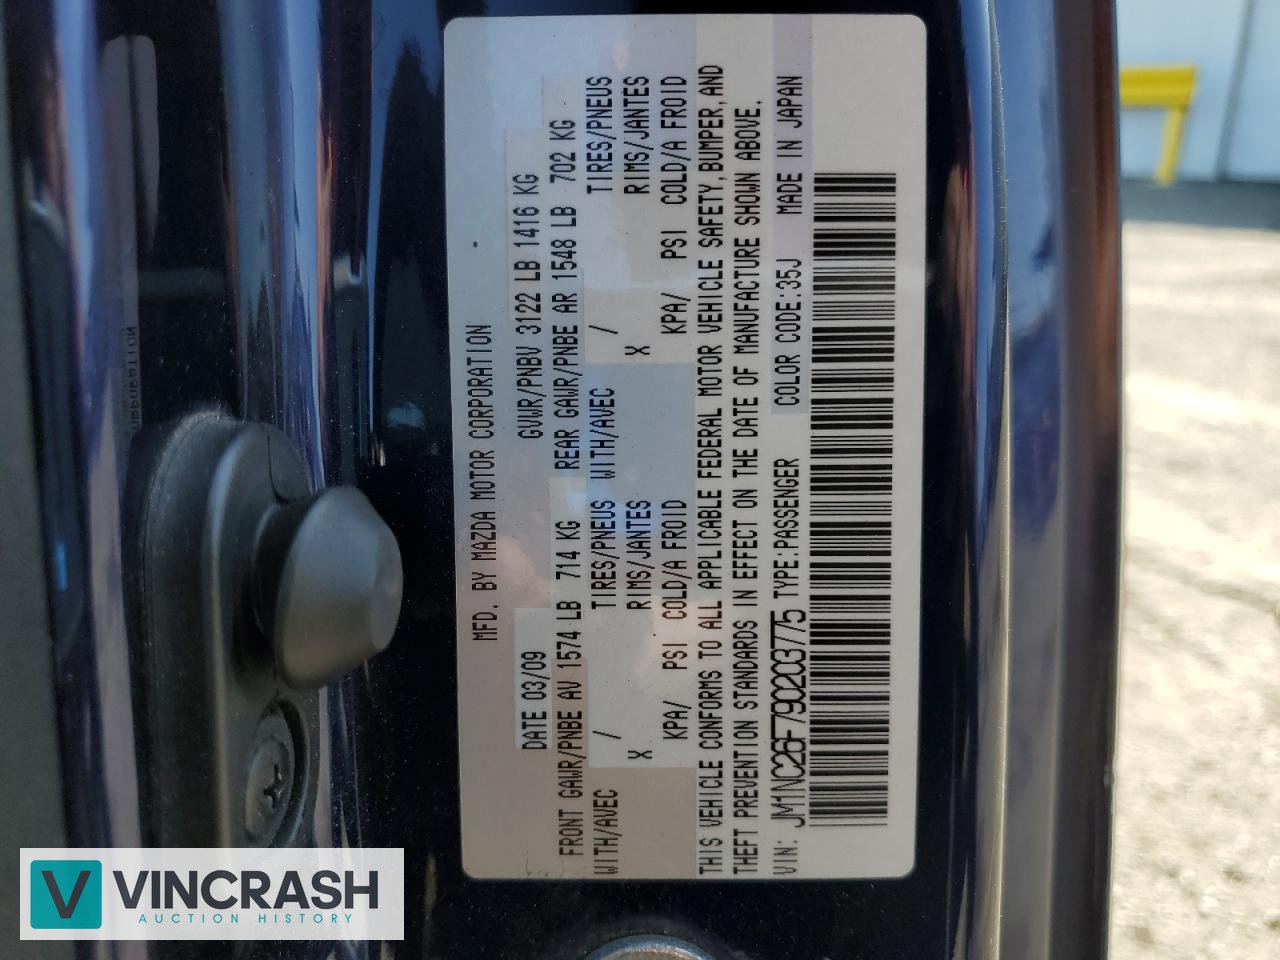 MFD. BY MAZDA MOTOR CORPORATION
DATE 03/09 GVWR/PNBV 3122 LB 1416 KG
FRONT GAWR/PNBE AV 1574 LB 714 KG REAR GAWR/PNBE AR 1548 LB 702 KG
WITH/AVEC / TIRES/PNEUS WITH/AVEC / TIRES/PNEUS
X RIMS/JANTES X RIMS/JANTES
KPA/ PSI COLD/A FROID KPA/ PSI COLD/A FROID
THIS VEHICLE CONFORMS TO ALL APPLICABLE FEDERAL MOTOR VEHICLE SAFETY,BUMPER,AND
THEFT PREVENTION STANDARDS IN EFFECT ON THE DATE OF MANUFACTURE SHOWN ABOVE.
VIN: JM1NC26F790203775 TYPE:PASSENGER COLOR CODE:35J MADE IN JAPAN
V VINCRASH
AUCTION HISTORY